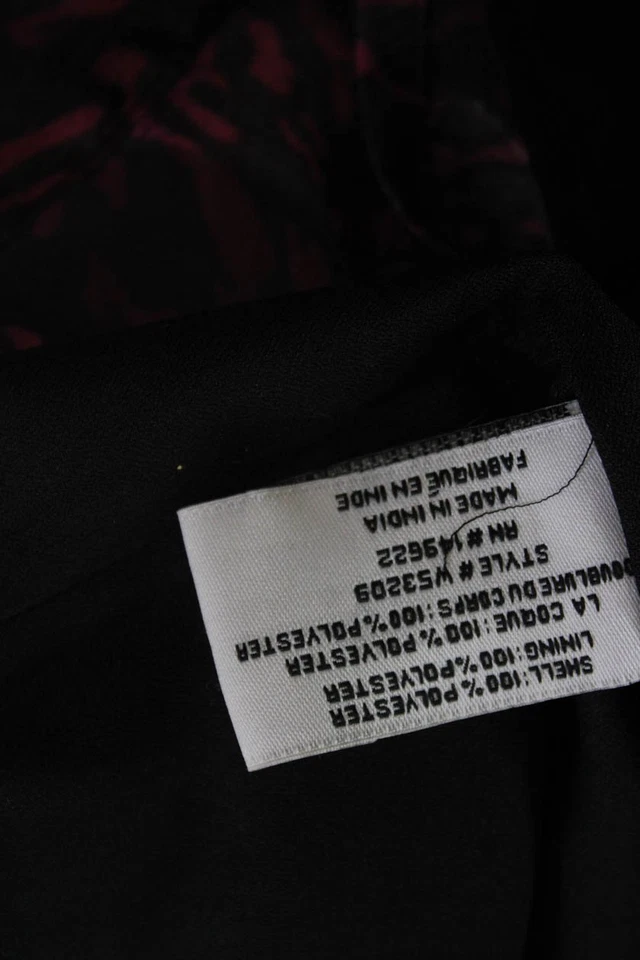 SHELL:100%POLYESTER
LINING:100%POLYESTER
LA COQUE:100%POLYESTER
DOUBLURE DU CORPS:100%POLYESTER
STYLE # W53209
RN # 149622
MADE IN INDIA
FABRIQUÉ EN INDE